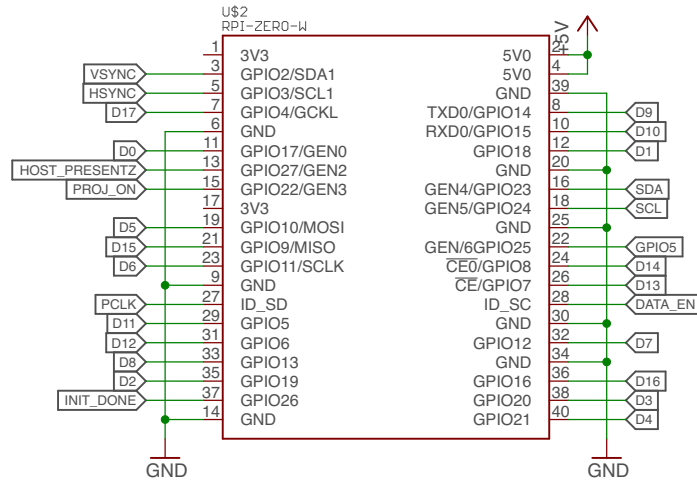 U$2
RPI-ZERO-W
+5V
1 3V3 5V0 2
VSYNC 3 GPIO2/SDA1 5V0 4
HSYNC 5 GPIO3/SCL1 GND 39
D17 7 GPIO4/GCKL TXD0/GPIO14 8 D9
6 GND RXD0/GPIO15 10 D10
D0 11 GPIO17/GEN0 GPIO18 12 D1
HOST_PRESENTZ 13 GPIO27/GEN2 GND 20
PROJ_ON 15 GPIO22/GEN3 GEN4/GPIO23 16 SDA
17 3V3 GEN5/GPIO24 18 SCL
D5 19 GPIO10/MOSI GND 25
D15 21 GPIO9/MISO GEN/6GPIO25 22 GPIO5
D6 23 GPIO11/SCLK CE0/GPIO8 24 D14
9 GND CE/GPIO7 26 D13
PCLK 27 ID_SD ID_SC 28 DATA_EN
D11 29 GPIO5 GND 30
D12 31 GPIO6 GPIO12 32 D7
D8 33 GPIO13 GND 34
D2 35 GPIO19 GPIO16 36 D16
INIT_DONE 37 GPIO26 GPIO20 38 D3
14 GND GPIO21 40 D4
GND GND